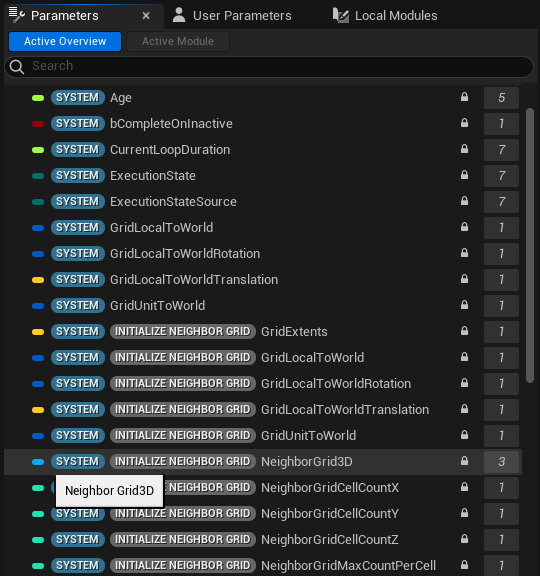 Parameters × User Parameters Local Modules
Active Overview Active Module
Search
SYSTEM Age 5
SYSTEM bCompleteOnInactive 1
SYSTEM CurrentLoopDuration 7
SYSTEM ExecutionState 7
SYSTEM ExecutionStateSource 7
SYSTEM GridLocalToWorld 1
SYSTEM GridLocalToWorldRotation 1
SYSTEM GridLocalToWorldTranslation 1
SYSTEM GridUnitToWorld 1
SYSTEM INITIALIZE NEIGHBOR GRID GridExtents 1
SYSTEM INITIALIZE NEIGHBOR GRID GridLocalToWorld 1
SYSTEM INITIALIZE NEIGHBOR GRID GridLocalToWorldRotation 1
SYSTEM INITIALIZE NEIGHBOR GRID GridLocalToWorldTranslation 1
SYSTEM INITIALIZE NEIGHBOR GRID GridUnitToWorld 1
SYSTEM INITIALIZE NEIGHBOR GRID NeighborGrid3D 3
Neighbor Grid3D
NEIGHBOR GRID NeighborGridCellCountX 1
SYSTEM INITIALIZE NEIGHBOR GRID NeighborGridCellCountY 1
SYSTEM INITIALIZE NEIGHBOR GRID NeighborGridCellCountZ 1
SYSTEM INITIALIZE NEIGHBOR GRID NeighborGridMaxCountPerCell 1